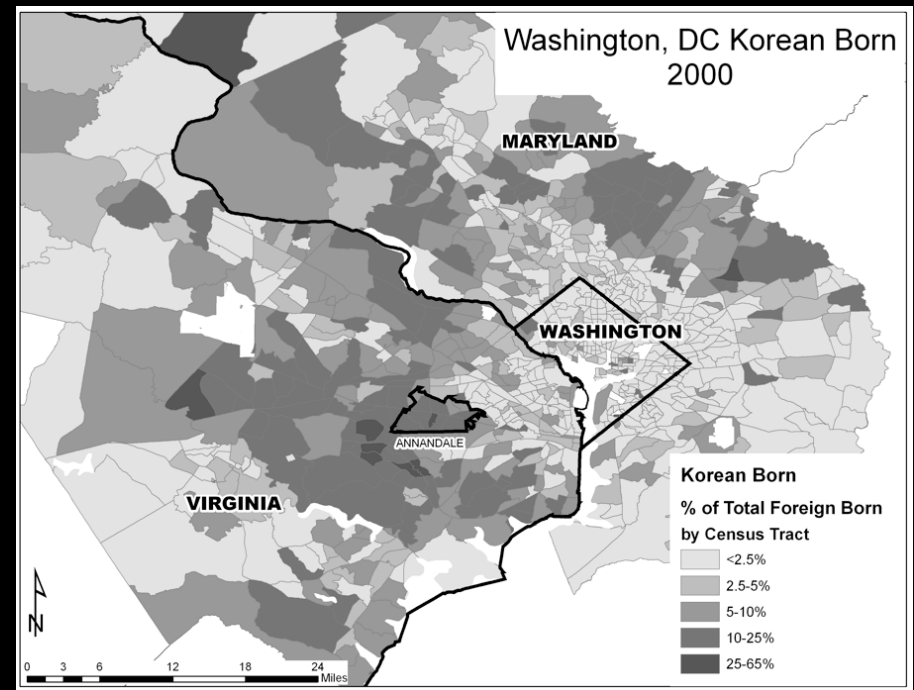 Washington, DC Korean Born
2000
MARYLAND
WASHINGTON
ANNANDALE
VIRGINIA
Korean Born
% of Total Foreign Born
by Census Tract
<2.5%
2.5-5%
5-10%
10-25%
25-65%
N
0 3 6 12 18 24
Miles